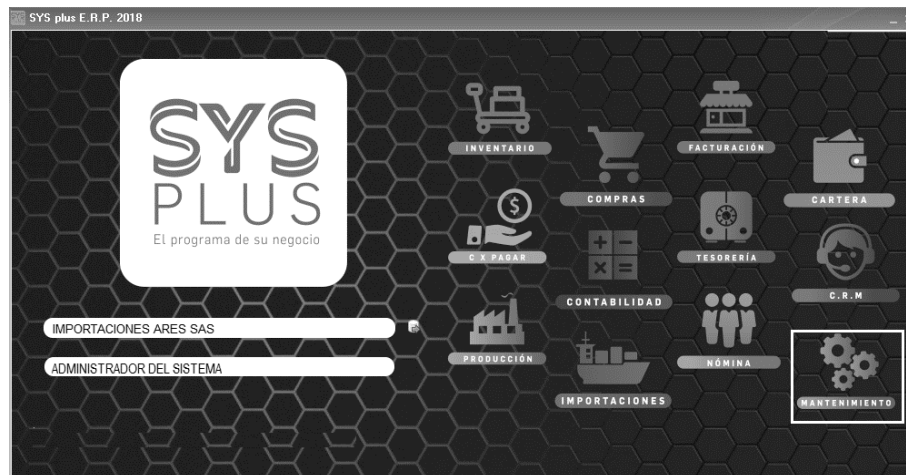 SYS plus E.R.P. 2018
SYS
PLUS
El programa de su negocio
IMPORTACIONES ARES SAS
ADMINISTRADOR DEL SISTEMA
INVENTARIO
COMPRAS
FACTURACIÓN
CARTERA
C X PAGAR
CONTABILIDAD
TESORERÍA
C.R.M
PRODUCCIÓN
IMPORTACIONES
NÓMINA
MANTENIMIENTO